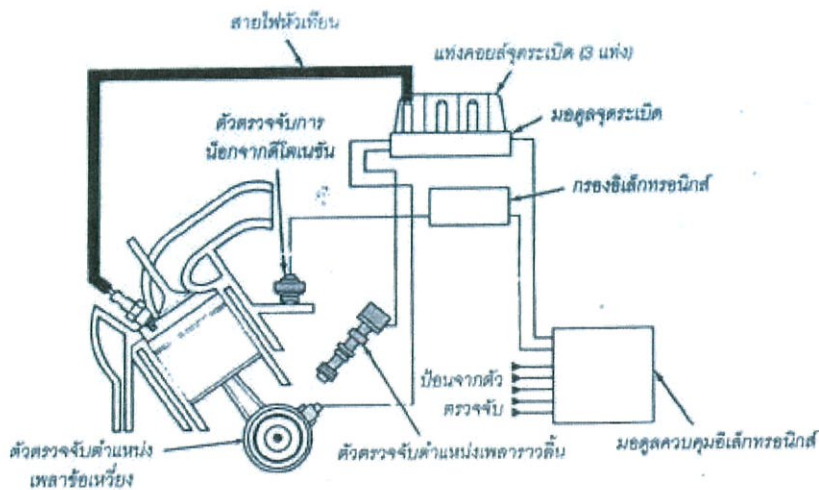 สายไฟหัวเทียน
แท่งคอยล์จุดระเบิด (3 แท่ง)
มอดูลจุดระเบิด
ตัวตรวจจับการ
น็อกจากดีโตเนชัน
กรองอิเล็กทรอนิกส์
ป้อนจากตัว
ตรวจจับ
ตัวตรวจจับตำแหน่ง
เพลาข้อเหวี่ยง
ตัวตรวจจับตำแหน่งเพลาราวลิ้น
มอดูลควบคุมอิเล็กทรอนิกส์